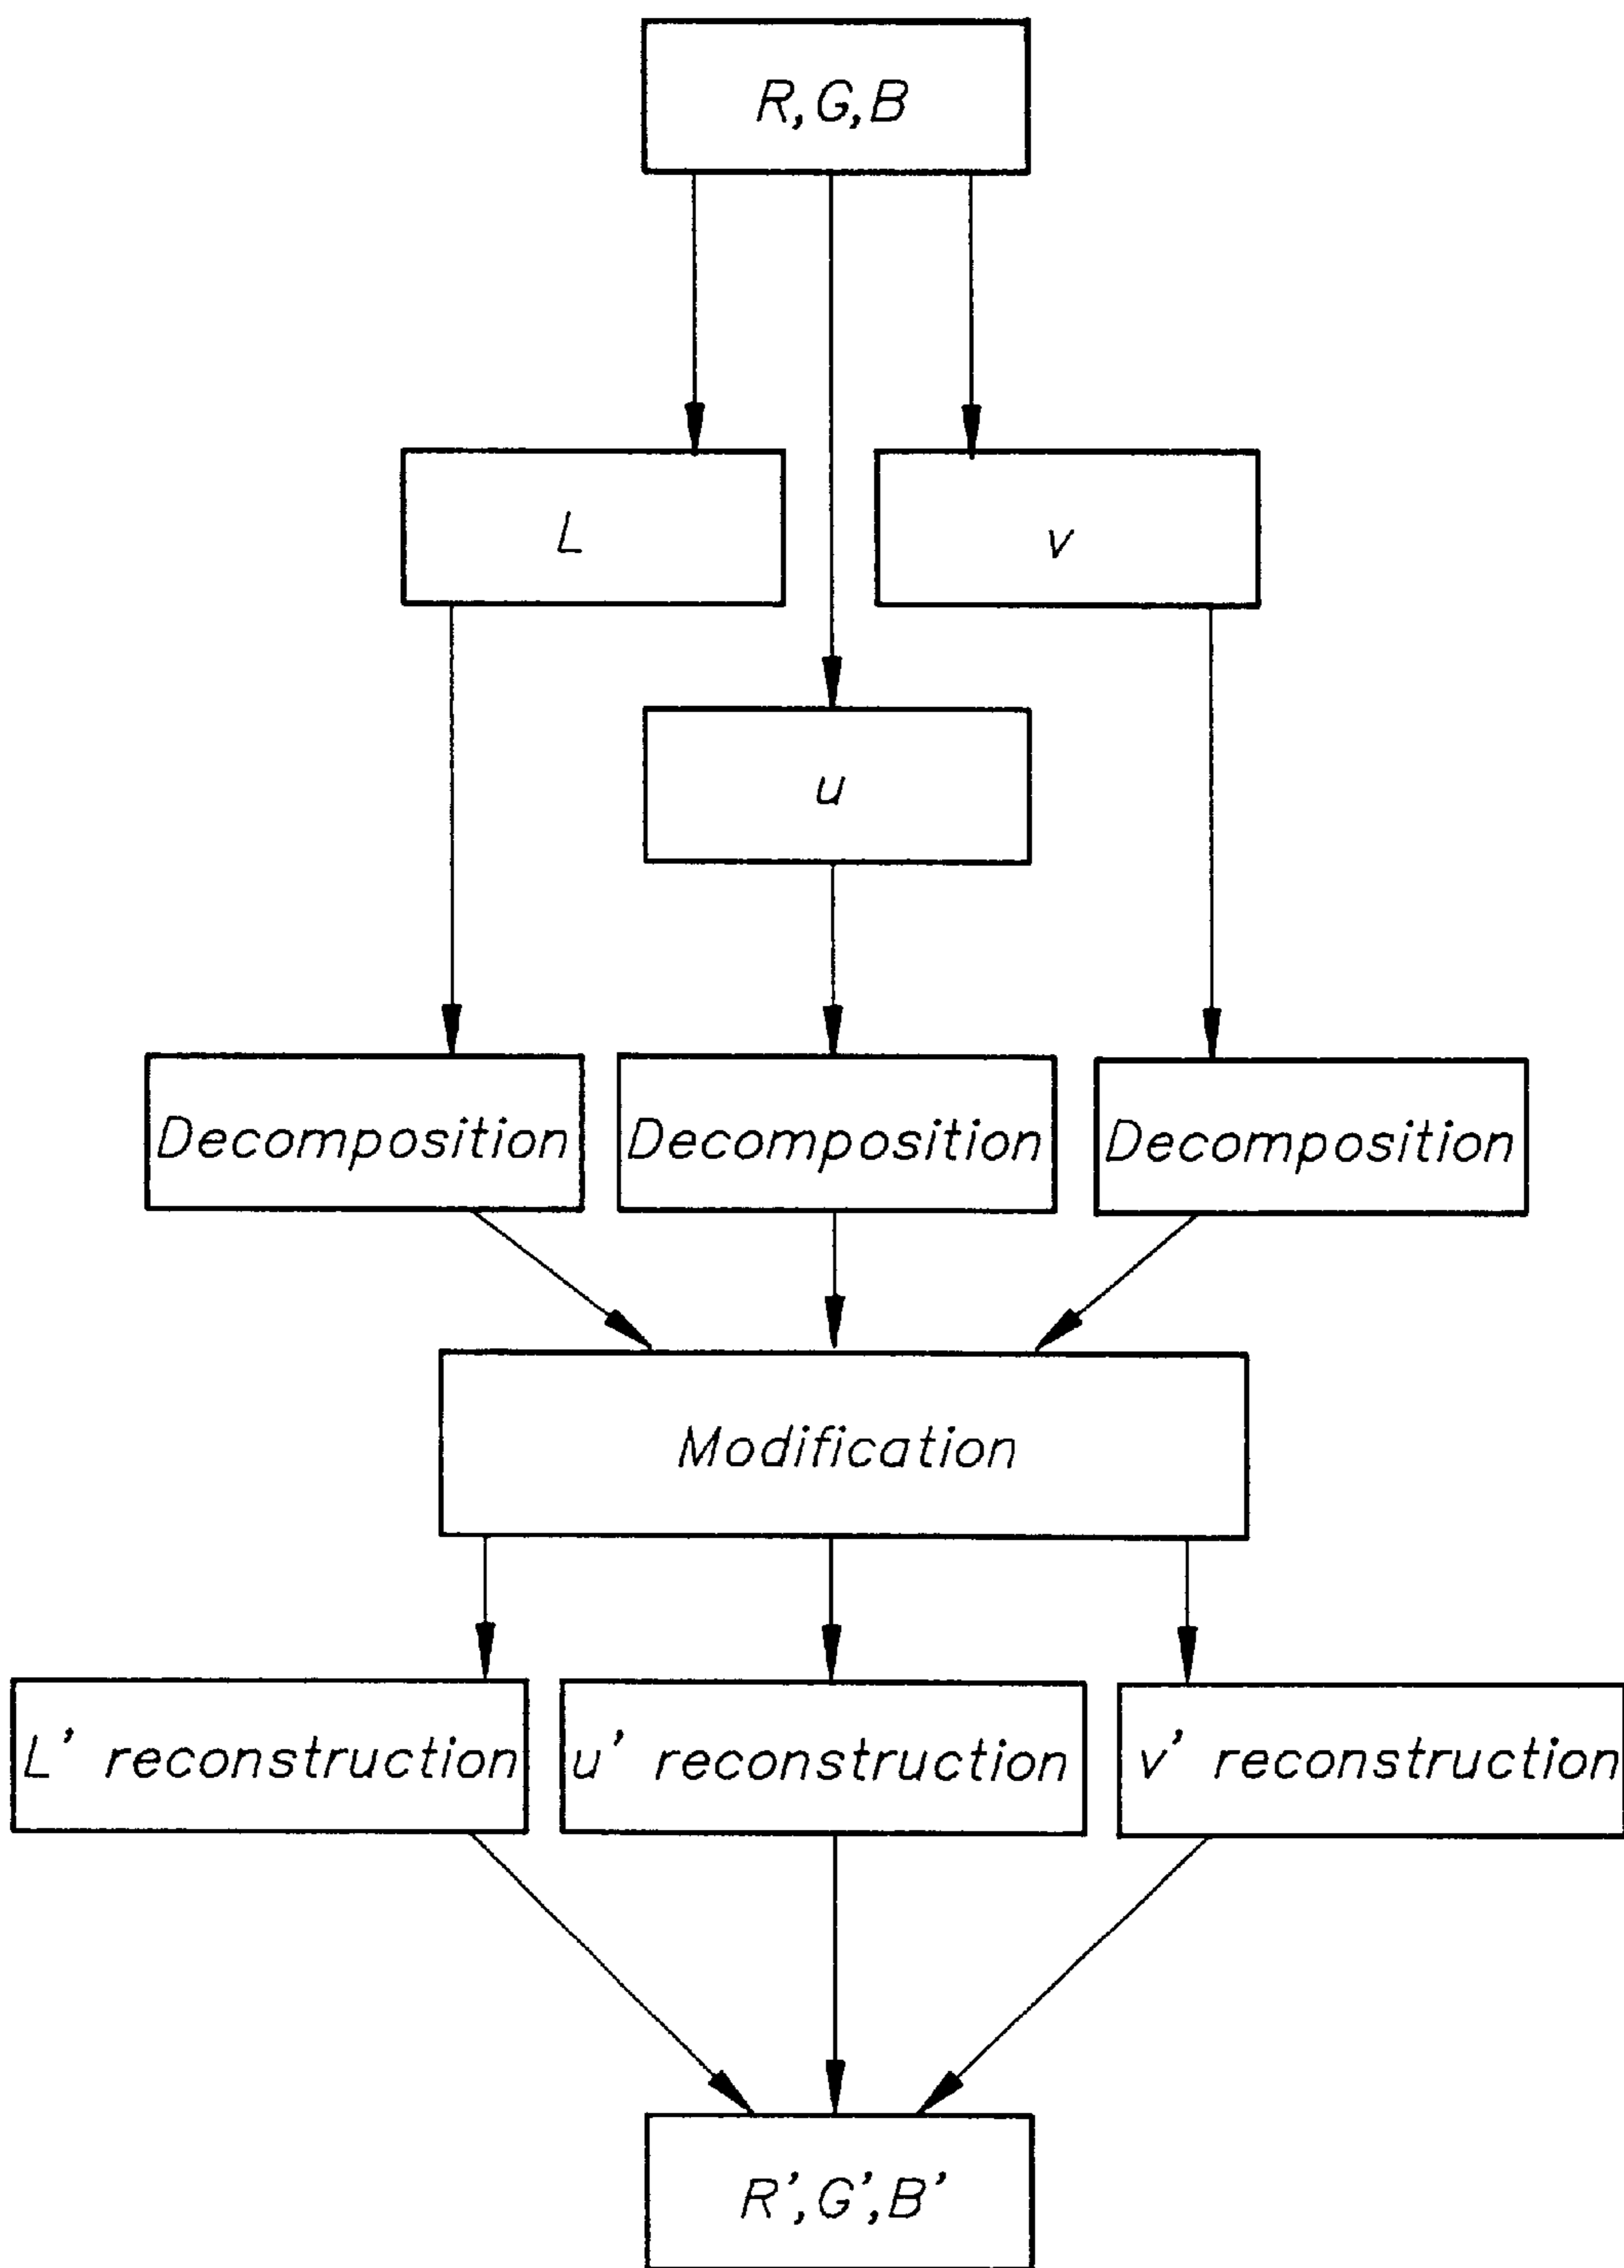 R,G,B
L
v
u
Decomposition
Decomposition
Decomposition
Modification
L' reconstruction
u' reconstruction
v' reconstruction
R',G',B'